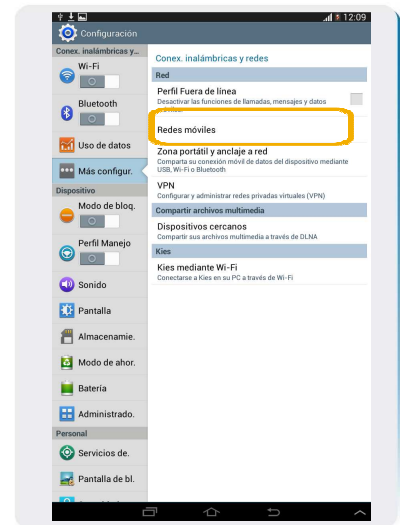 12:09
Configuración
Conex. inalámbricas y...
Wi-Fi
Bluetooth
Uso de datos
Más configur.
Dispositivo
Modo de bloq.
Perfil Manejo
Sonido
Pantalla
Almacenamie.
Modo de ahor.
Batería
Administrado.
Personal
Servicios de.
Pantalla de bl.
Conex. inalámbricas y redes
Red
Perfil Fuera de línea
Desactivar las funciones de llamadas, mensajes y datos
Redes móviles
Zona portátil y anclaje a red
Comparta su conexión móvil de datos del dispositivo mediante
USB, Wi-Fi o Bluetooth
VPN
Configurar y administrar redes privadas virtuales (VPN)
Compartir archivos multimedia
Dispositivos cercanos
Compartir sus archivos multimedia a través de DLNA
Kies
Kies mediante Wi-Fi
Conectarse a Kies en su PC a través de Wi-Fi